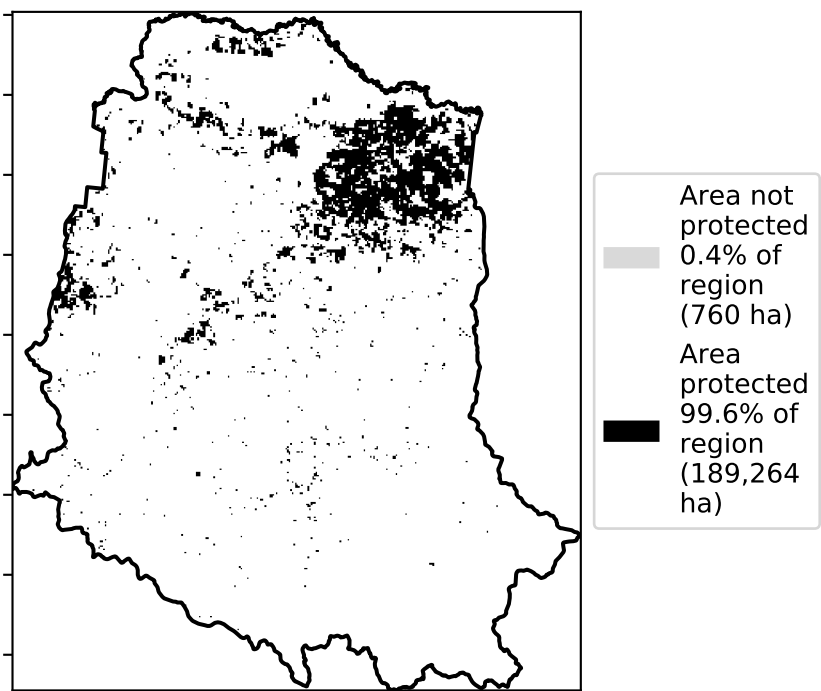 Area not
protected
0.4% of
region
(760 ha)
Area
protected
99.6% of
region
(189,264
ha)